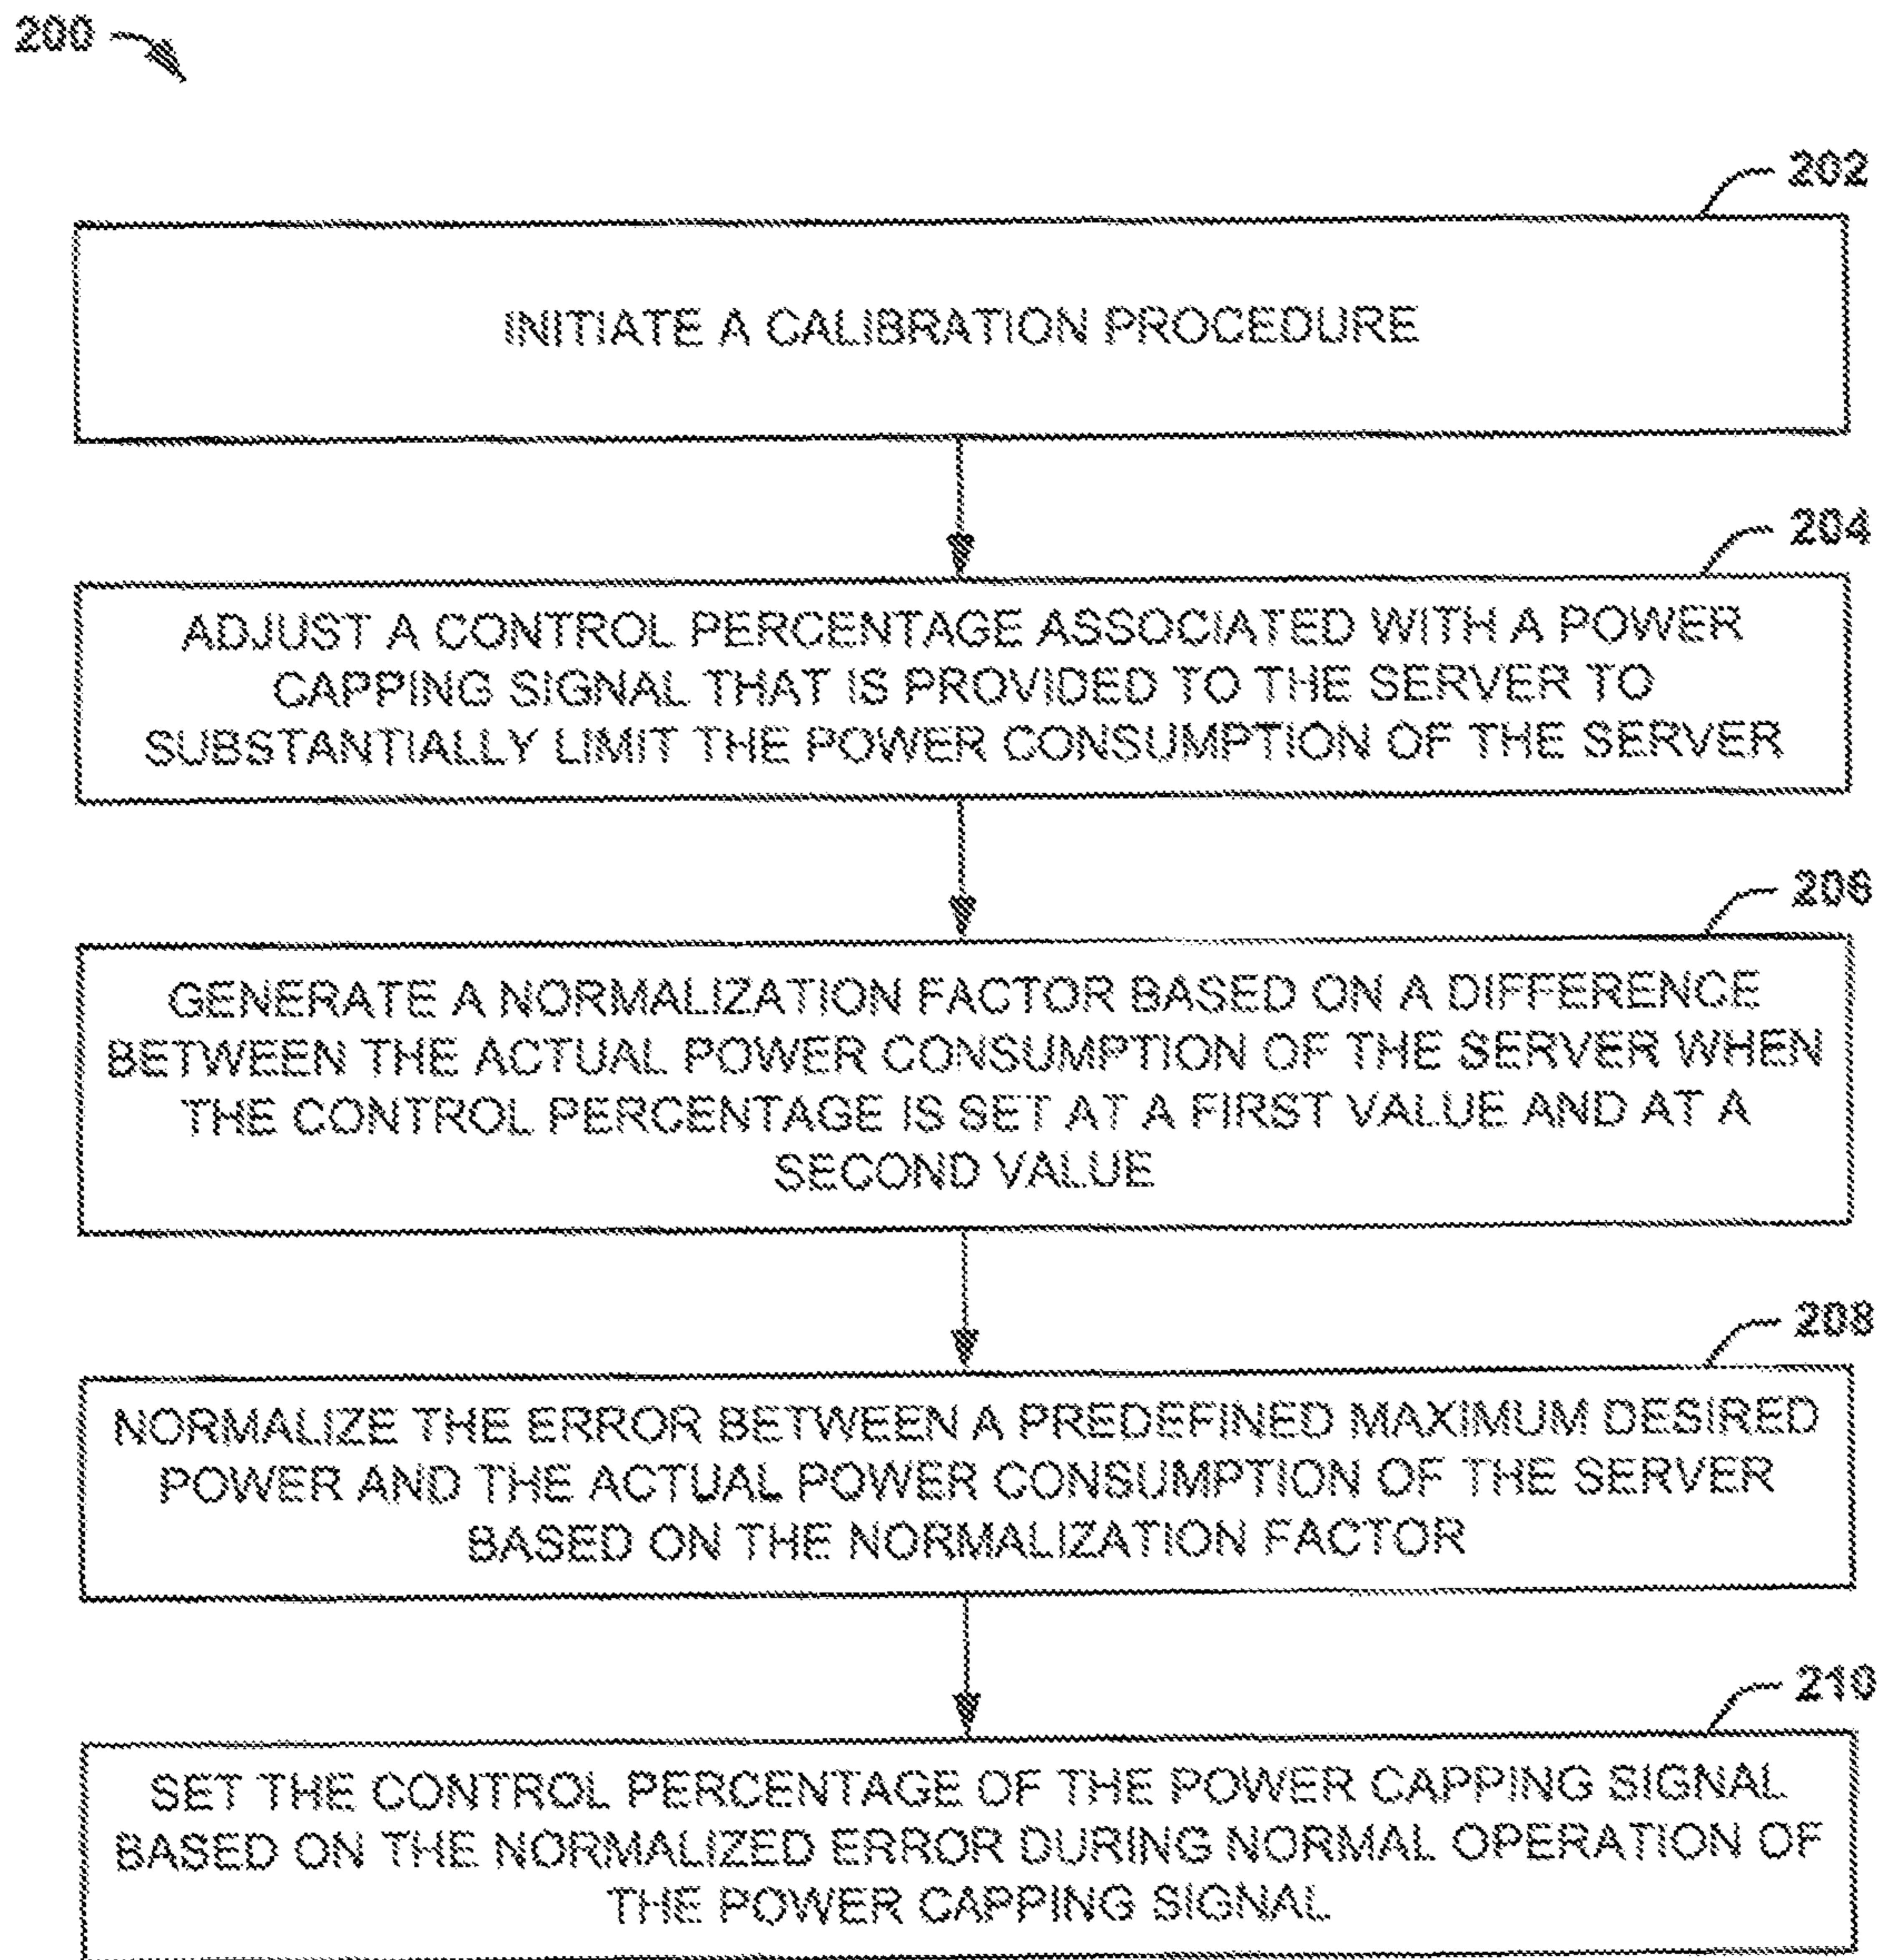 200
202
INITIATE A CALIBRATION PROCEDURE
204
ADJUST A CONTROL PERCENTAGE ASSOCIATED WITH A POWER
CAPPING SIGNAL THAT IS PROVIDED TO THE SERVER TO
SUBSTANTIALLY LIMIT THE POWER CONSUMPTION OF THE SERVER
206
GENERATE A NORMALIZATION FACTOR BASED ON A DIFFERENCE
BETWEEN THE ACTUAL POWER CONSUMPTION OF THE SERVER WHEN
THE CONTROL PERCENTAGE IS SET AT A FIRST VALUE AND AT A
SECOND VALUE
208
NORMALIZE THE ERROR BETWEEN A PREDEFINED MAXIMUM DESIRED
POWER AND THE ACTUAL POWER CONSUMPTION OF THE SERVER
BASED ON THE NORMALIZATION FACTOR
210
SET THE CONTROL PERCENTAGE OF THE POWER CAPPING SIGNAL
BASED ON THE NORMALIZED ERROR DURING NORMAL OPERATION OF
THE POWER CAPPING SIGNAL